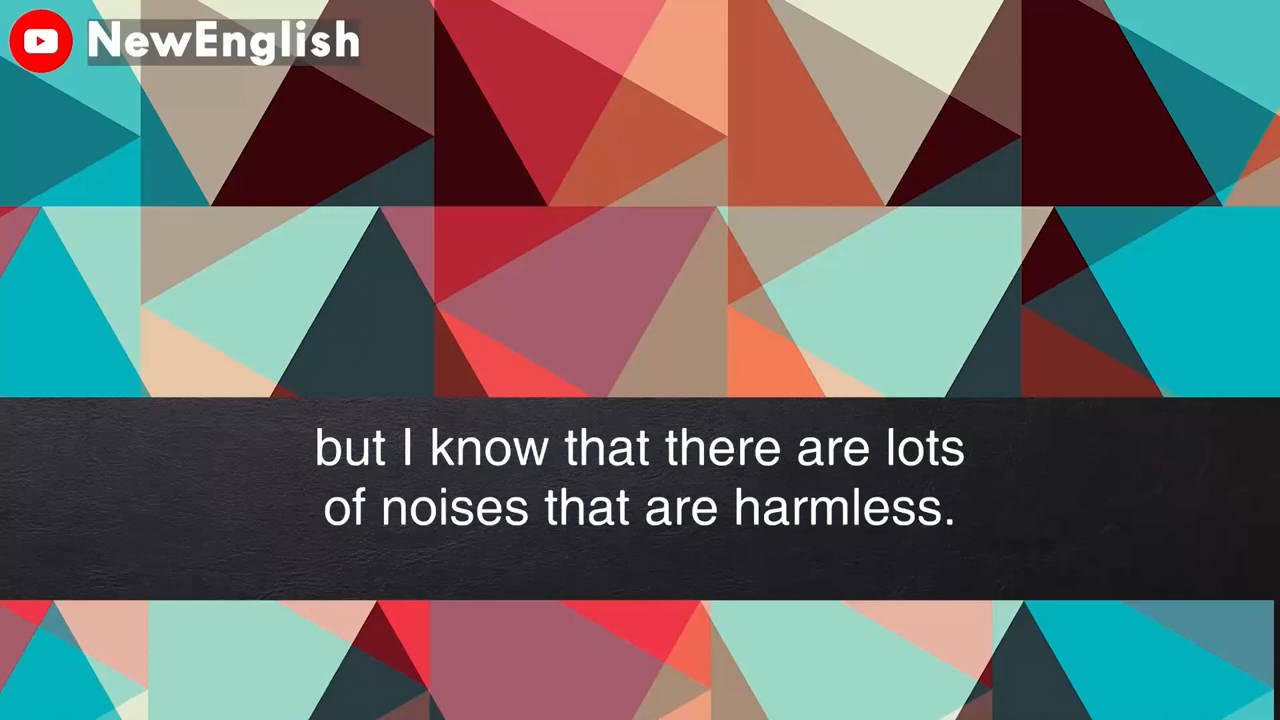 NewEnglish
but I know that there are lots
of noises that are harmless.